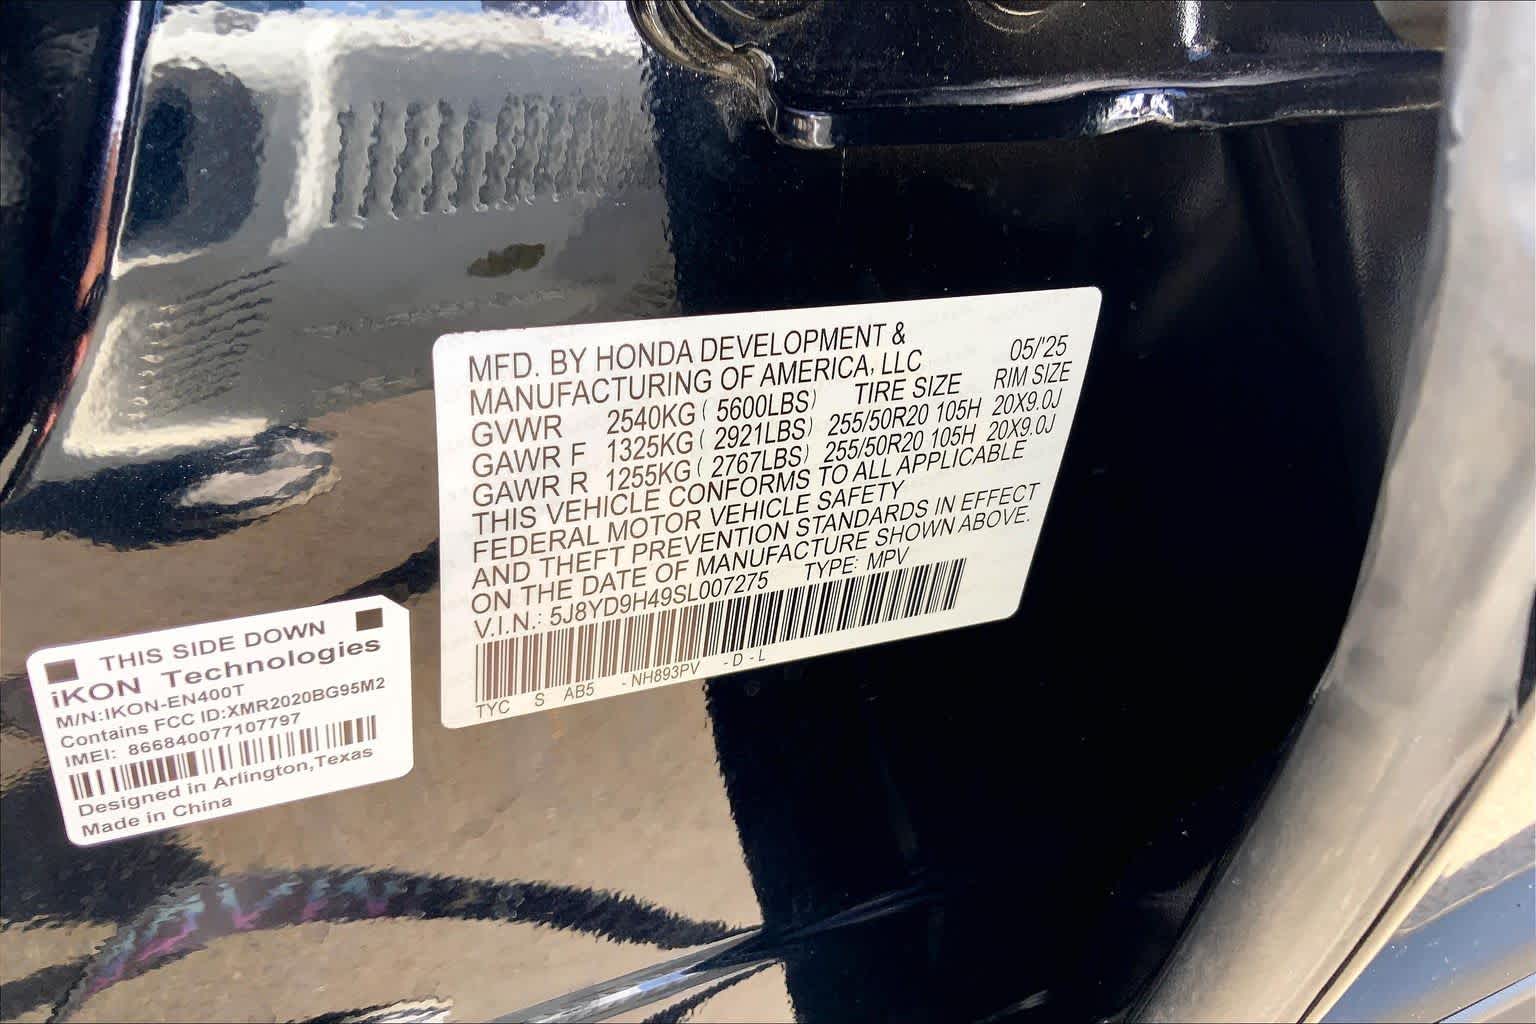 MFD. BY HONDA DEVELOPMENT &
MANUFACTURING OF AMERICA, LLC 05/'25
GVWR 2540KG ( 5600LBS) TIRE SIZE RIM SIZE
GAWR F 1325KG ( 2921LBS) 255/50R20 105H 20X9.0J
GAWR R 1255KG ( 2767LBS) 255/50R20 105H 20X9.0J
THIS VEHICLE CONFORMS TO ALL APPLICABLE
FEDERAL MOTOR VEHICLE SAFETY
AND THEFT PREVENTION STANDARDS IN EFFECT
ON THE DATE OF MANUFACTURE SHOWN ABOVE.
V.I.N.: 5J8YD9H49SL007275 TYPE: MPV
TYC S AB5 - NH893PV - D - L
THIS SIDE DOWN
iKON Technologies
M/N:IKON-EN400T
Contains FCC ID:XMR2020BG95M2
IMEI: 866840077107797
Designed in Arlington,Texas
Made in China